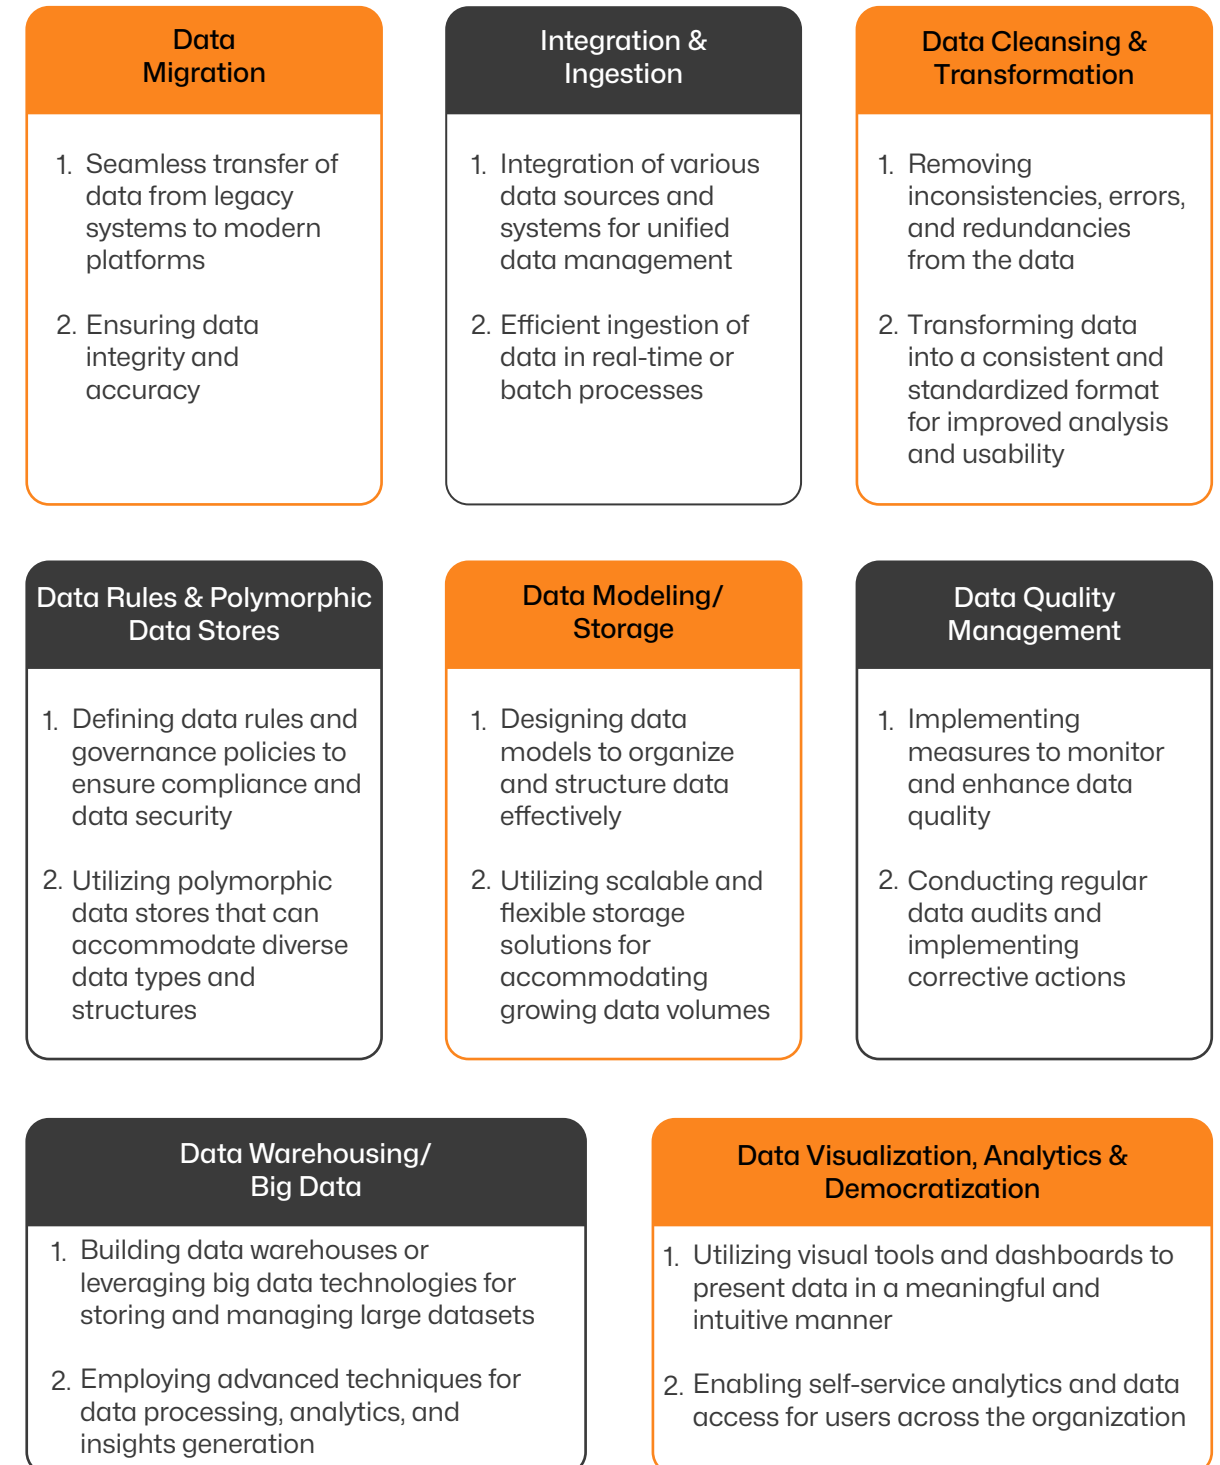 Data
Migration
1. Seamless transfer of
data from legacy
systems to modern
platforms
2. Ensuring data
integrity and
accuracy
Integration &
Ingestion
1. Integration of various
data sources and
systems for unified
data management
2. Efficient ingestion of
data in real-time or
batch processes
Data Cleansing &
Transformation
1. Removing
inconsistencies, errors,
and redundancies
from the data
2. Transforming data
into a consistent and
standardized format
for improved analysis
and usability
Data Rules & Polymorphic
Data Stores
1. Defining data rules and
governance policies to
ensure compliance and
data security
2. Utilizing polymorphic
data stores that can
accommodate diverse
data types and
structures
Data Modeling/
Storage
1. Designing data
models to organize
and structure data
effectively
2. Utilizing scalable and
flexible storage
solutions for
accommodating
growing data volumes
Data Quality
Management
1. Implementing
measures to monitor
and enhance data
quality
2. Conducting regular
data audits and
implementing
corrective actions
Data Warehousing/
Big Data
1. Building data warehouses or
leveraging big data technologies for
storing and managing large datasets
2. Employing advanced techniques for
data processing, analytics, and
insights generation
Data Visualization, Analytics &
Democratization
1. Utilizing visual tools and dashboards to
present data in a meaningful and
intuitive manner
2. Enabling self-service analytics and data
access for users across the organization